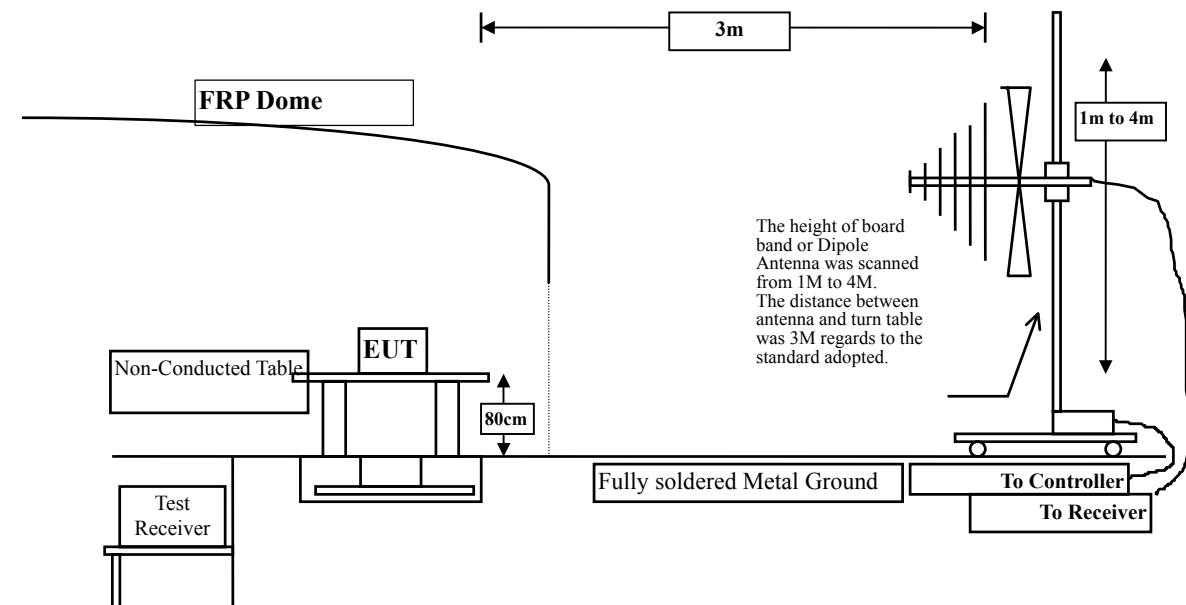 3m
FRP Dome
1m to 4m
The height of board
band or Dipole
Antenna was scanned
from 1M to 4M.
The distance between
antenna and turn table
was 3M regards to the
standard adopted.
EUT
Non-Conducted Table
80cm
Fully soldered Metal Ground
To Controller
Test
Receiver
To Receiver